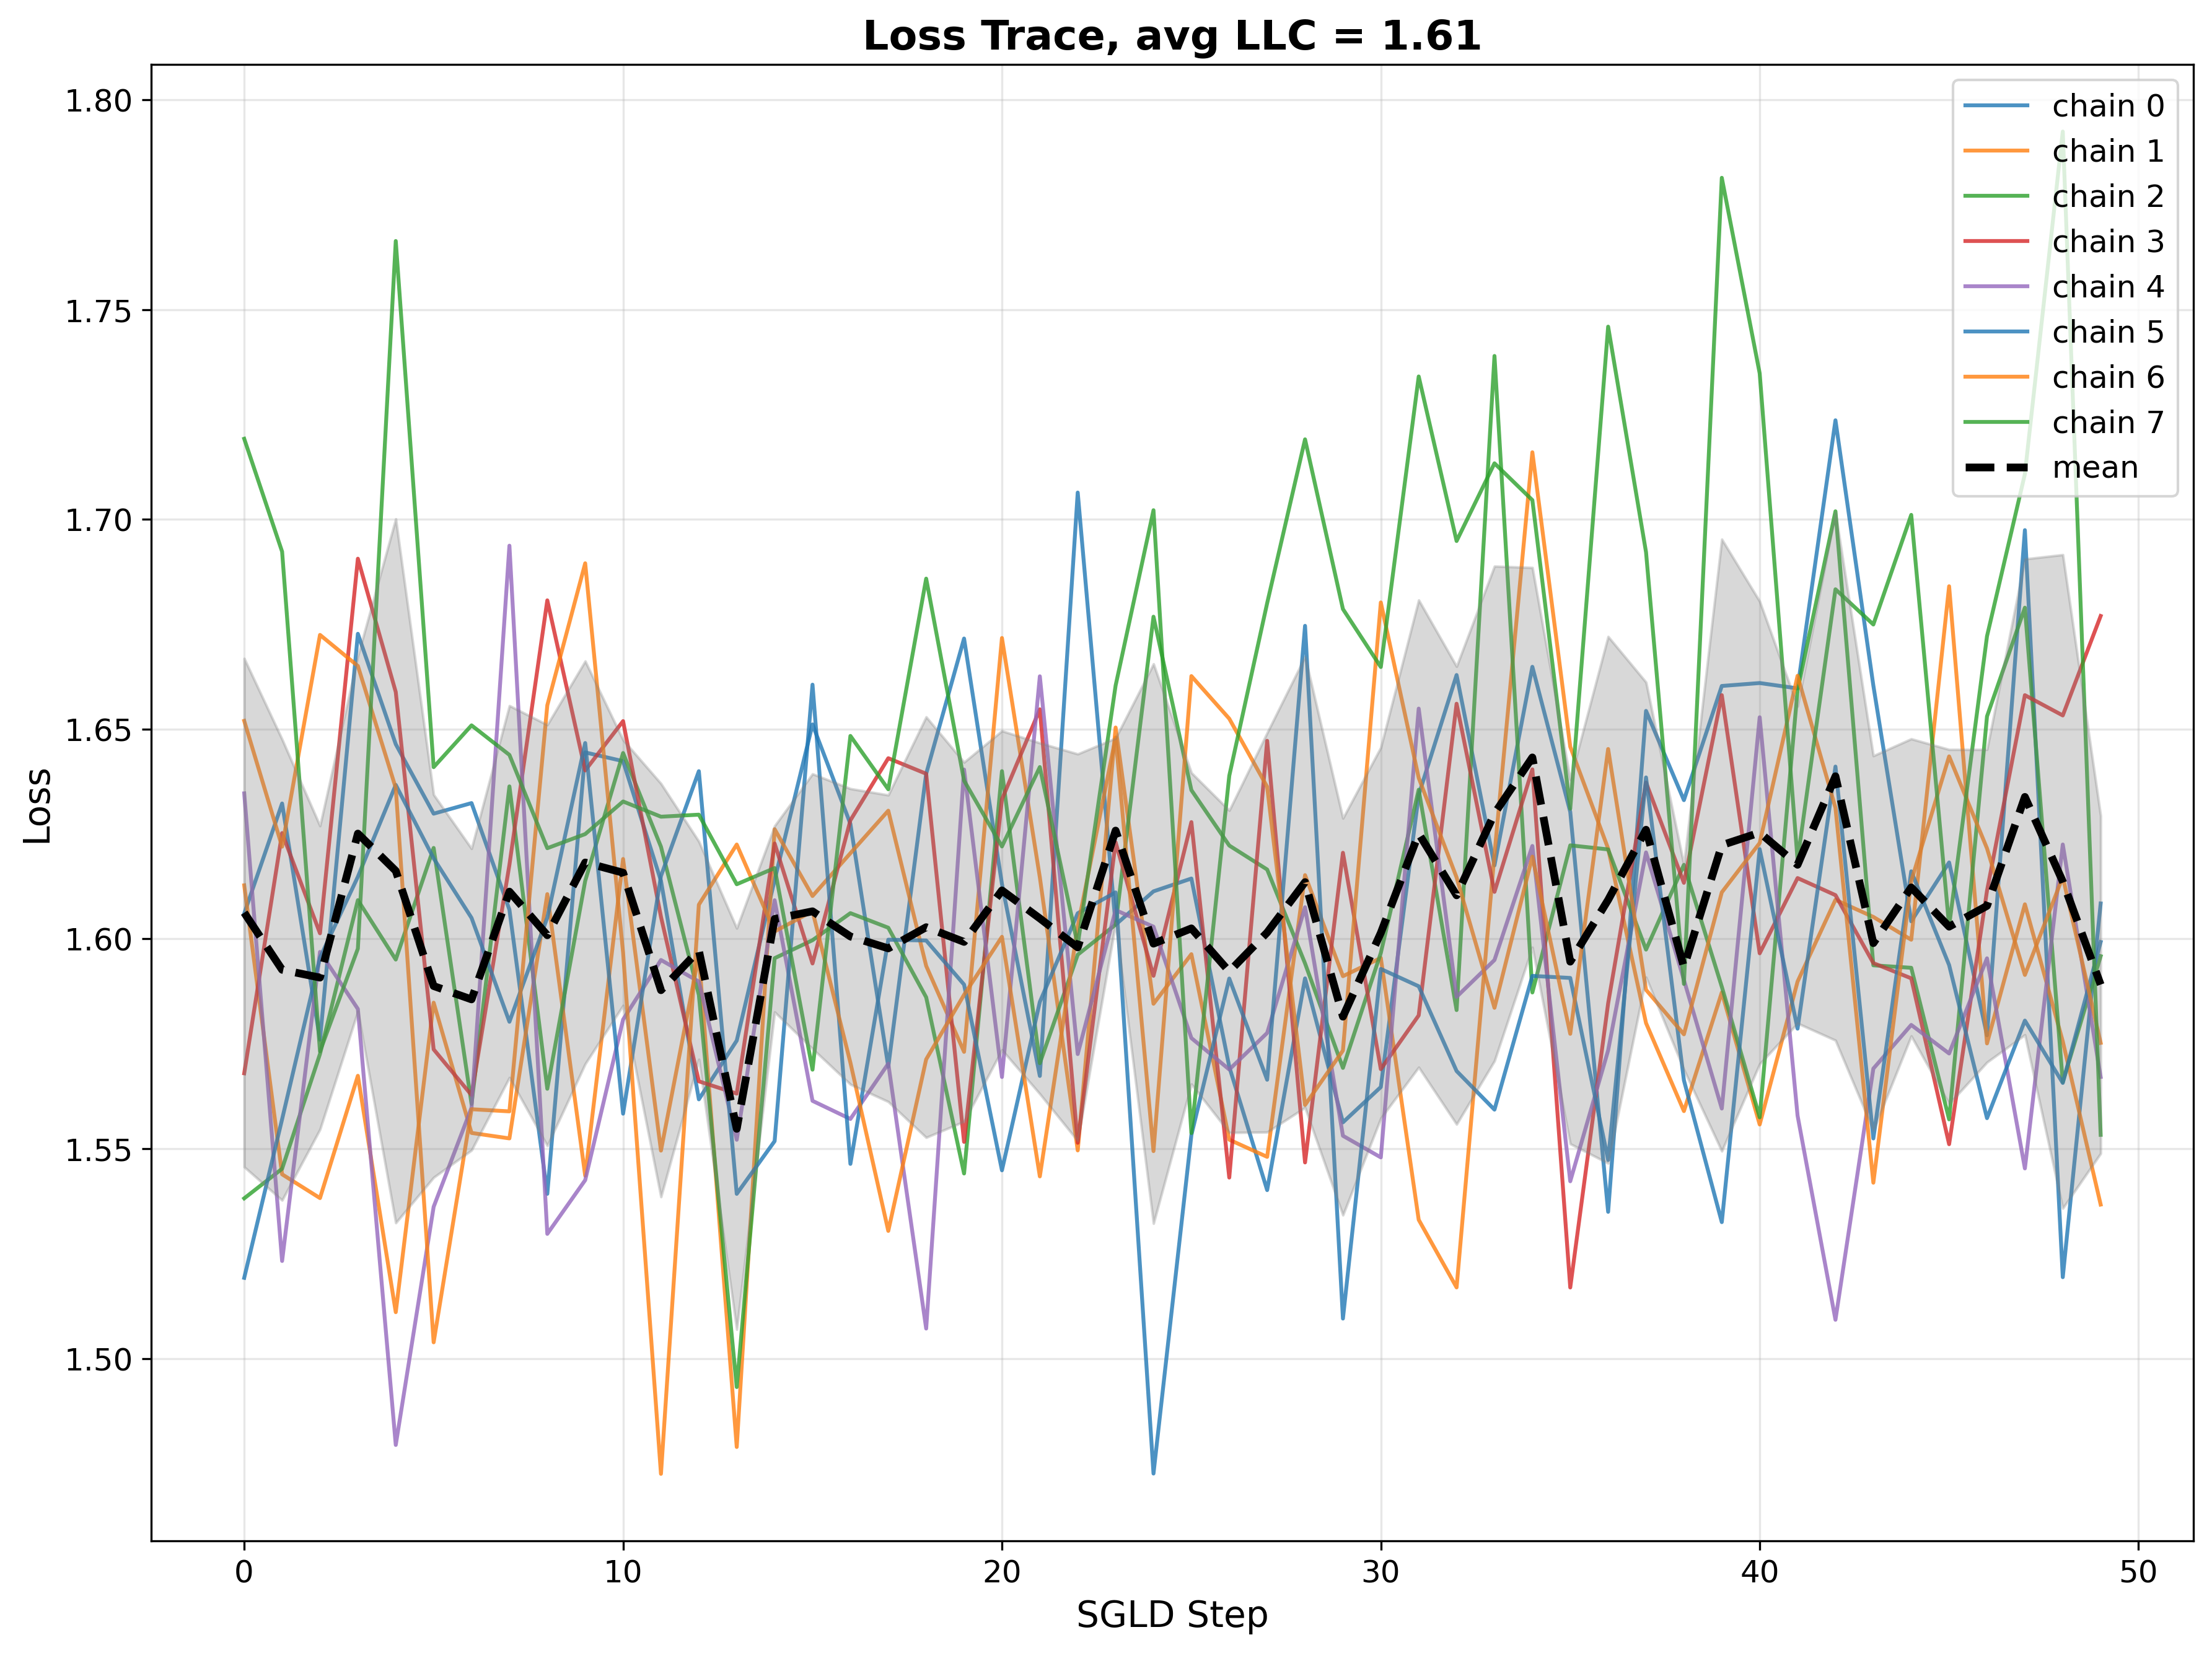 Loss Trace, avg LLC = 1.61
1.80
1.75
1.70
1.65
1.60
1.55
1.50
Loss
chain 0
chain 1
chain 2
chain 3
chain 4
chain 5
chain 6
chain 7
mean
0 10 20 30 40 50
SGLD Step